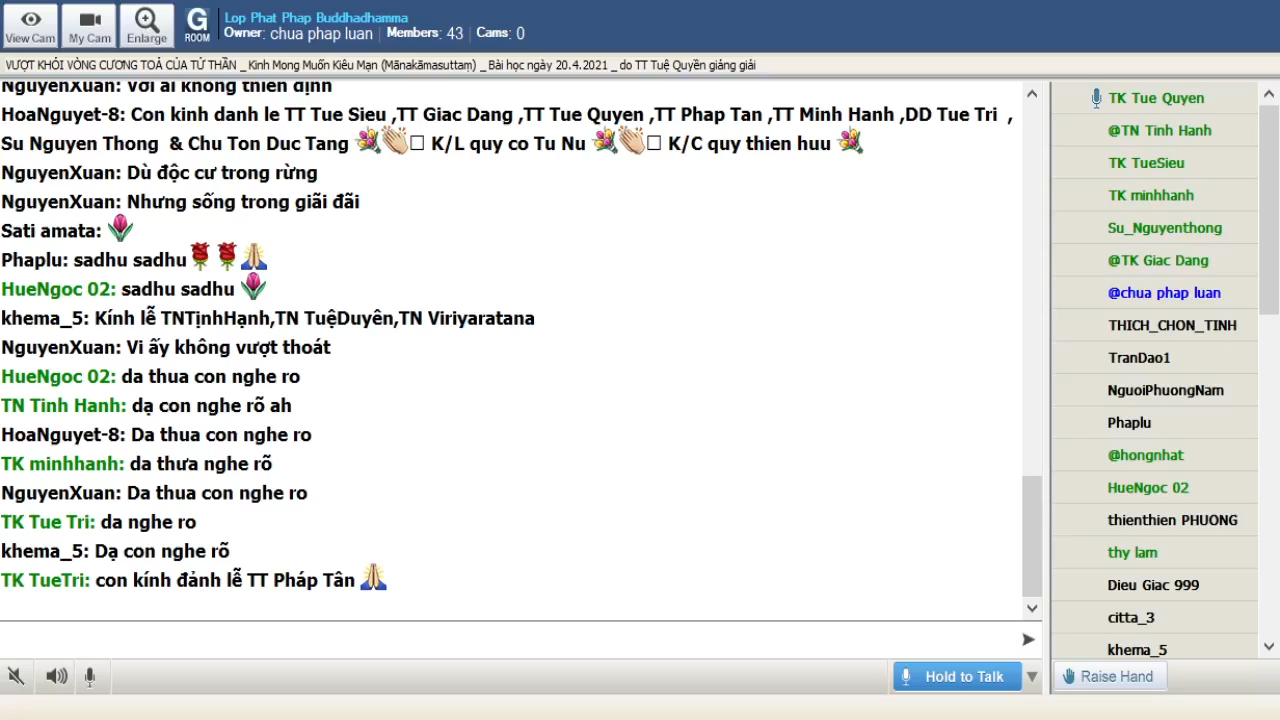 View Cam
My Cam
Enlarge
G ROOM
Lop Phat Phap Buddhadhamma
Owner: chua phap luan | Members: 43 | Cams: 0
VƯỢT KHỎI VÒNG CƯƠNG TOẢ CỦA TỬ THẦN _ Kinh Mong Muốn Kiêu Mạn (Mānakāmasuttaṃ) _ Bài học ngày 20.4.2021 _ do TT Tuệ Quyền giảng giải
NguyenXuan: Với ai không thiền định
HoaNguyet-8: Con kinh danh le TT Tue Sieu ,TT Giac Dang ,TT Tue Quyen ,TT Phap Tan ,TT Minh Hanh ,DD Tue Tri ,
Su Nguyen Thong & Chu Ton Duc Tang 💐👏 K/L quy co Tu Nu 💐👏 K/C quy thien huu 💐
NguyenXuan: Dù độc cư trong rừng
NguyenXuan: Nhưng sống trong giãi đãi
Sati amata: 🌷
Phaplu: sadhu sadhu🌹🌹🙏
HueNgoc 02: sadhu sadhu 🌷
khema_5: Kính lễ TNTịnhHạnh,TN TuệDuyên,TN Viriyaratana
NguyenXuan: Vi ấy không vượt thoát
HueNgoc 02: da thua con nghe ro
TN Tinh Hanh: dạ con nghe rõ ah
HoaNguyet-8: Da thua con nghe ro
TK minhhanh: da thưa nghe rõ
NguyenXuan: Da thua con nghe ro
TK Tue Tri: da nghe ro
khema_5: Dạ con nghe rõ
TK TueTri: con kính đảnh lễ TT Pháp Tân 🙏
Hold to Talk
TK Tue Quyen
@TN Tinh Hanh
TK TueSieu
TK minhhanh
Su_Nguyenthong
@TK Giac Dang
@chua phap luan
THICH_CHON_TINH
TranDao1
NguoiPhuongNam
Phaplu
@hongnhat
HueNgoc 02
thienthien PHUONG
thy lam
Dieu Giac 999
citta_3
khema_5
Raise Hand